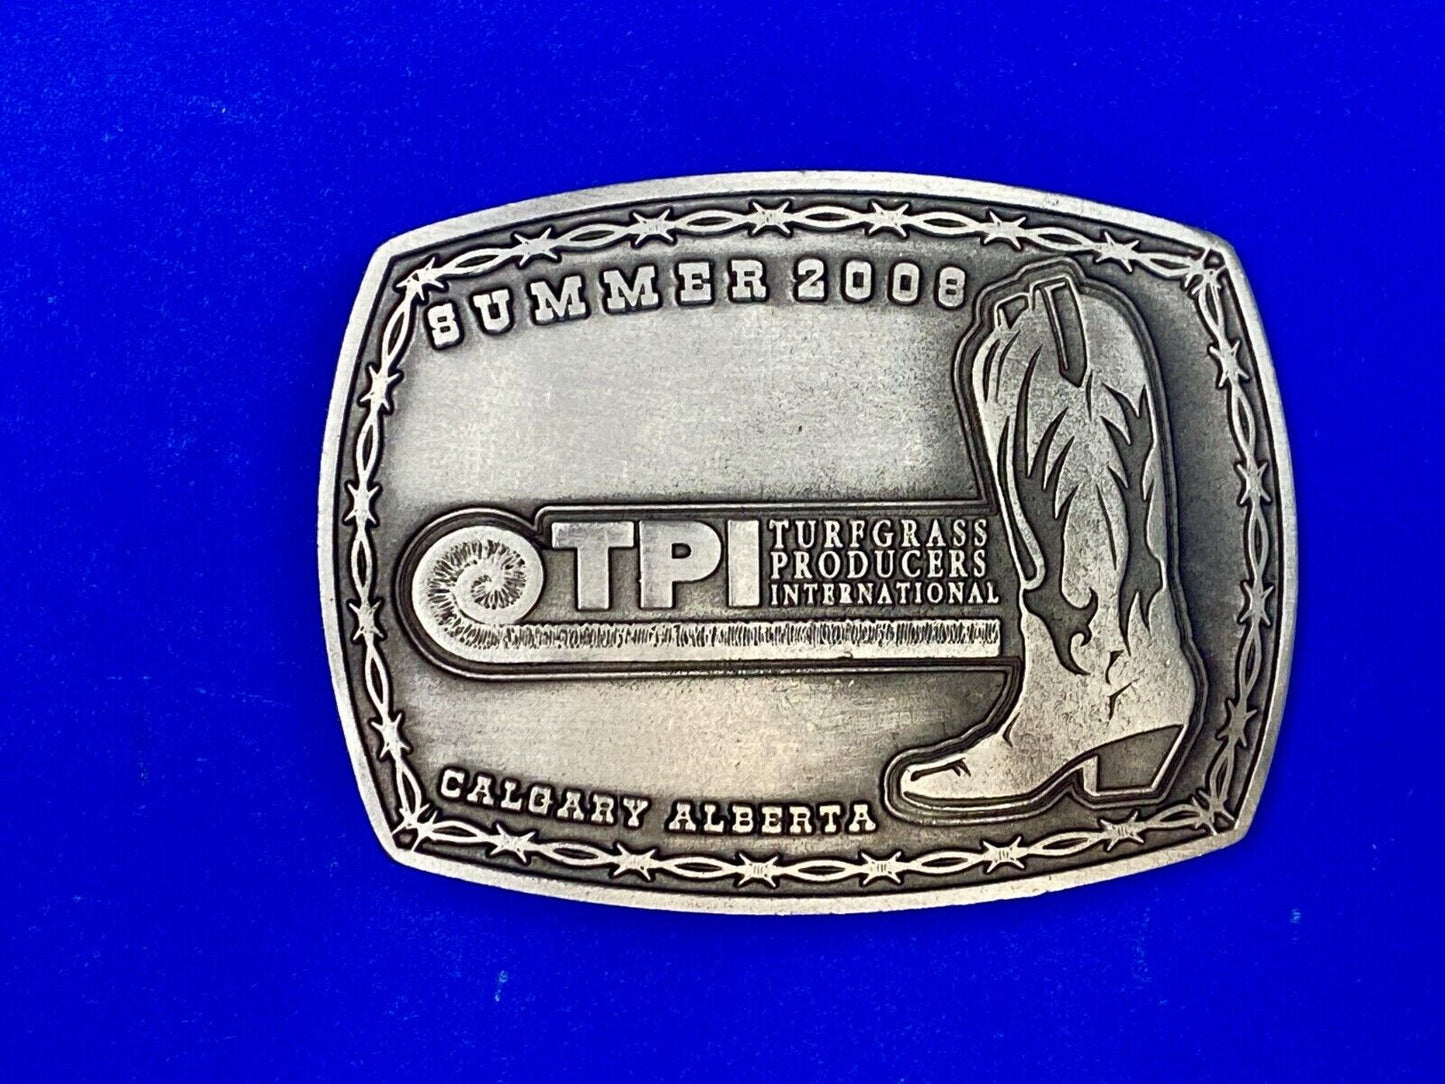 SUMMER 2008
TPI TURFGRASS
PRODUCERS
INTERNATIONAL
CALGARY ALBERTA